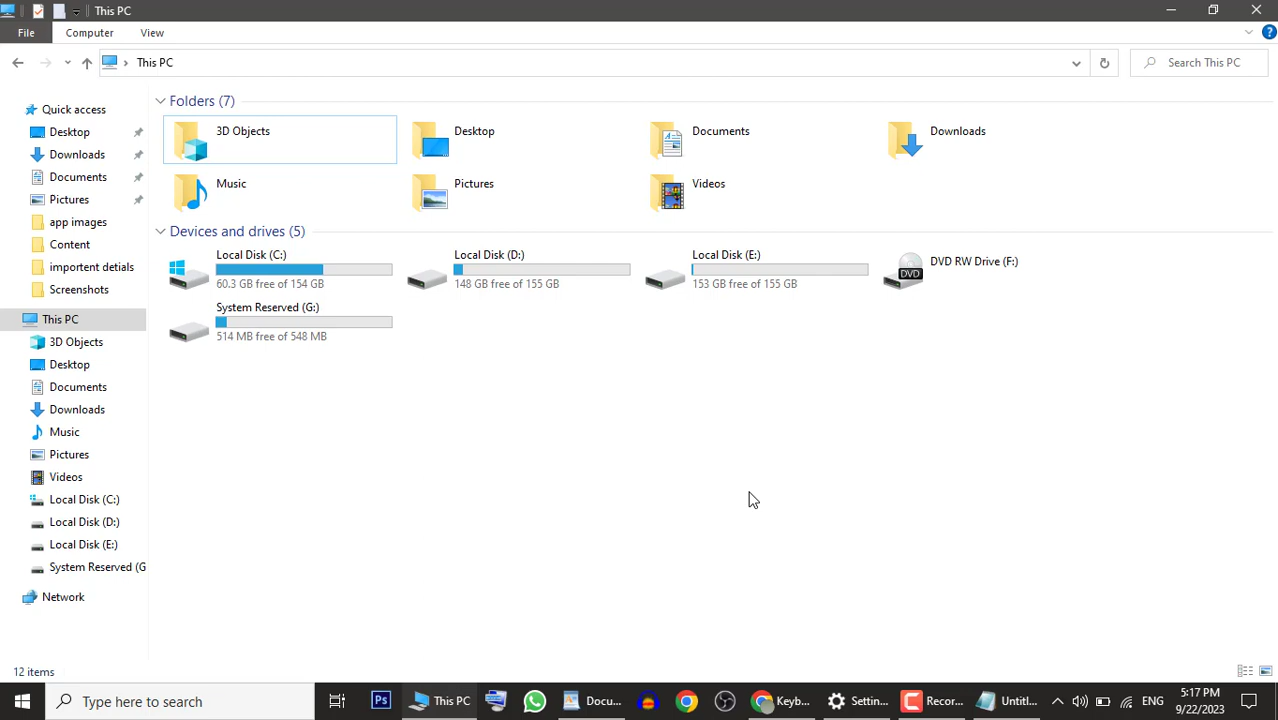 This PC
File
Computer
View
This PC
Search This PC
Quick access
Desktop
Downloads
Documents
Pictures
app images
Content
importent detials
Screenshots
This PC
3D Objects
Desktop
Documents
Downloads
Music
Pictures
Videos
Local Disk (C:)
Local Disk (D:)
Local Disk (E:)
System Reserved (G
Network
Folders (7)
3D Objects
Desktop
Documents
Downloads
Music
Pictures
Videos
Devices and drives (5)
Local Disk (C:)
60.3 GB free of 154 GB
Local Disk (D:)
148 GB free of 155 GB
Local Disk (E:)
153 GB free of 155 GB
DVD
DVD RW Drive (F:)
System Reserved (G:)
514 MB free of 548 MB
12 items
Type here to search
Ps
This PC
Docu...
Keyb...
Settin...
Recor...
Untitl...
ENG
5:17 PM
9/22/2023